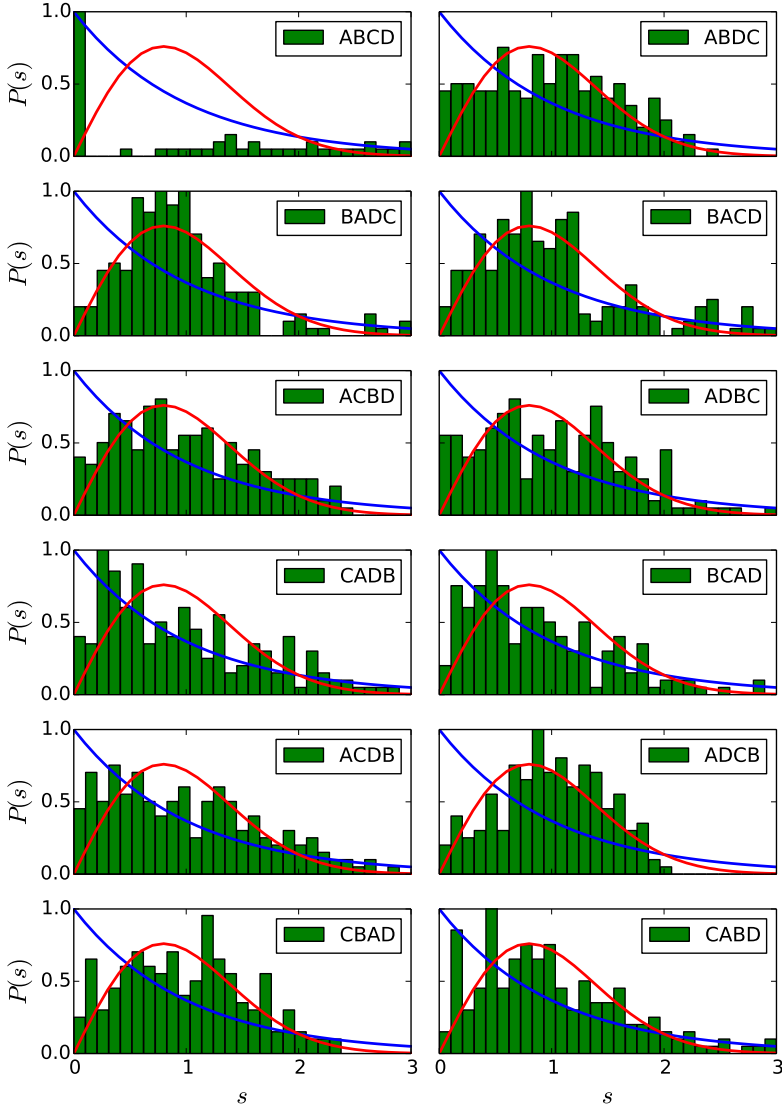 1.0 ABCD ABDC
P(s) 0.5
0.0
1.0 BADC BACD
P(s) 0.5
0.0
1.0 ACBD ADBC
P(s) 0.5
0.0
1.0 CADB BCAD
P(s) 0.5
0.0
1.0 ACDB ADCB
P(s) 0.5
0.0
1.0 CBAD CABD
P(s) 0.5
0.0
0 1 2 3 0 1 2 3
s s